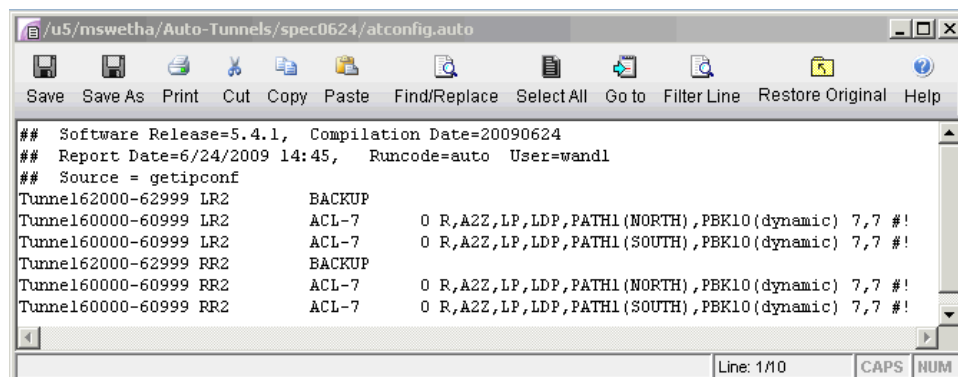 /u5/mswetha/Auto-Tunnels/spec0624/atconfig.auto
Save Save As Print Cut Copy Paste Find/Replace Select All Go to Filter Line Restore Original Help
## Software Release=5.4.1, Compilation Date=20090624
## Report Date=6/24/2009 14:45, Runcode=auto User=wandl
## Source = getipconf
Tunnel62000-62999 LR2 BACKUP
Tunnel60000-60999 LR2 ACL-7 0 R,A2Z,LP,LDP,PATH1(NORTH),PBK10(dynamic) 7,7 #!
Tunnel60000-60999 LR2 ACL-7 0 R,A2Z,LP,LDP,PATH1(SOUTH),PBK10(dynamic) 7,7 #!
Tunnel62000-62999 RR2 BACKUP
Tunnel60000-60999 RR2 ACL-7 0 R,A2Z,LP,LDP,PATH1(NORTH),PBK10(dynamic) 7,7 #!
Tunnel60000-60999 RR2 ACL-7 0 R,A2Z,LP,LDP,PATH1(SOUTH),PBK10(dynamic) 7,7 #!
Line: 1/10 CAPS NUM